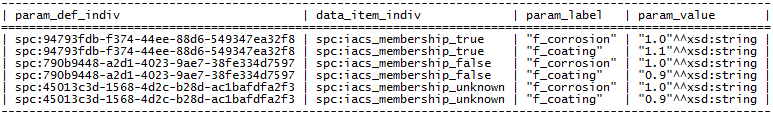 | param_def_indiv | data_item_indiv | param_label | param_value |
| spc:94793fdb-f374-44ee-88d6-549347ea32f8 | spc:iacs_membership_true | "f_corrosion" | "1.0"^^xsd:string |
| spc:94793fdb-f374-44ee-88d6-549347ea32f8 | spc:iacs_membership_true | "f_coating" | "1.1"^^xsd:string |
| spc:790b9448-a2d1-4023-9ae7-38fe334d7597 | spc:iacs_membership_false | "f_corrosion" | "1.0"^^xsd:string |
| spc:790b9448-a2d1-4023-9ae7-38fe334d7597 | spc:iacs_membership_false | "f_coating" | "0.9"^^xsd:string |
| spc:45013c3d-1568-4d2c-b28d-ac1bafdfa2f3 | spc:iacs_membership_unknown | "f_corrosion" | "1.0"^^xsd:string |
| spc:45013c3d-1568-4d2c-b28d-ac1bafdfa2f3 | spc:iacs_membership_unknown | "f_coating" | "0.9"^^xsd:string |